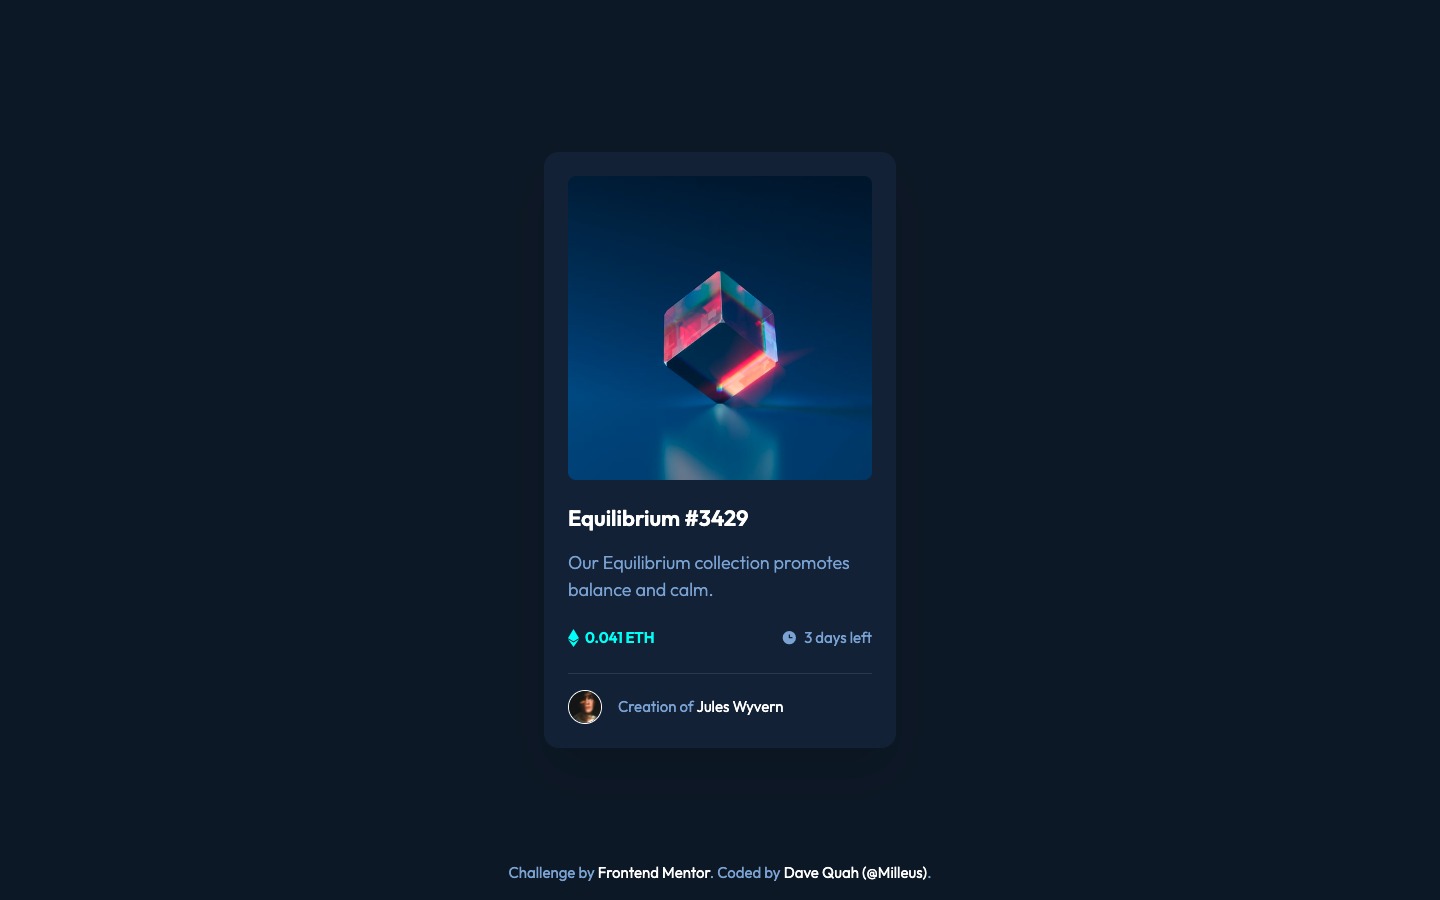 Equilibrium #3429
Our Equilibrium collection promotes
balance and calm.
0.041 ETH
3 days left
Creation of Jules Wyvern
Challenge by Frontend Mentor. Coded by Dave Quah (@Milleus).